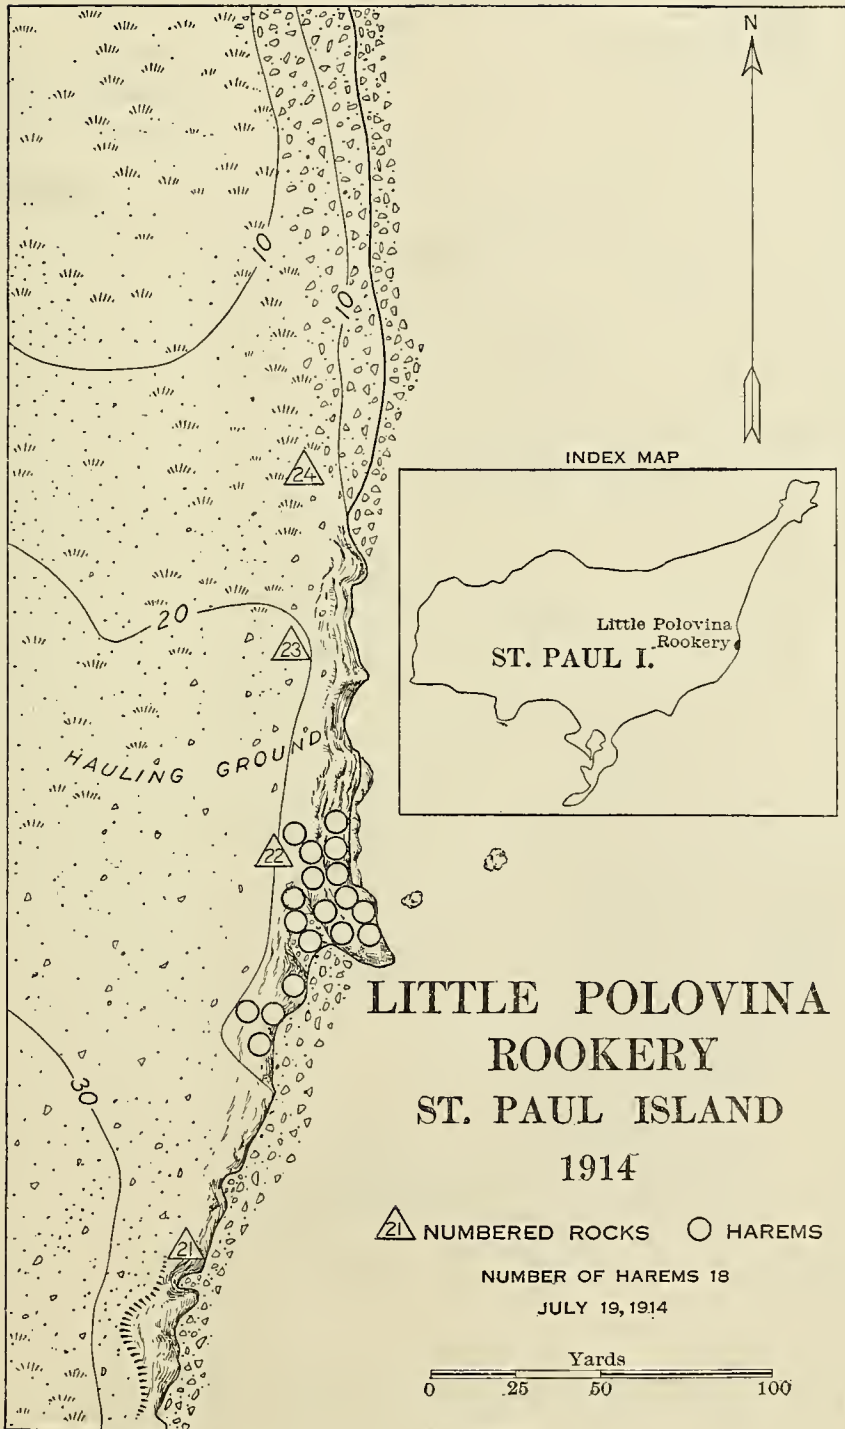 N
10
10
24
INDEX MAP
Little Polovina
Rookery
ST. PAUL I.
20
23
HAULING GROUND
22
LITTLE POLOVINA
ROOKERY
ST. PAUL ISLAND
1914
30
21
21 NUMBERED ROCKS HAREMS
NUMBER OF HAREMS 18
JULY 19, 1914
Yards
0 25 50 100